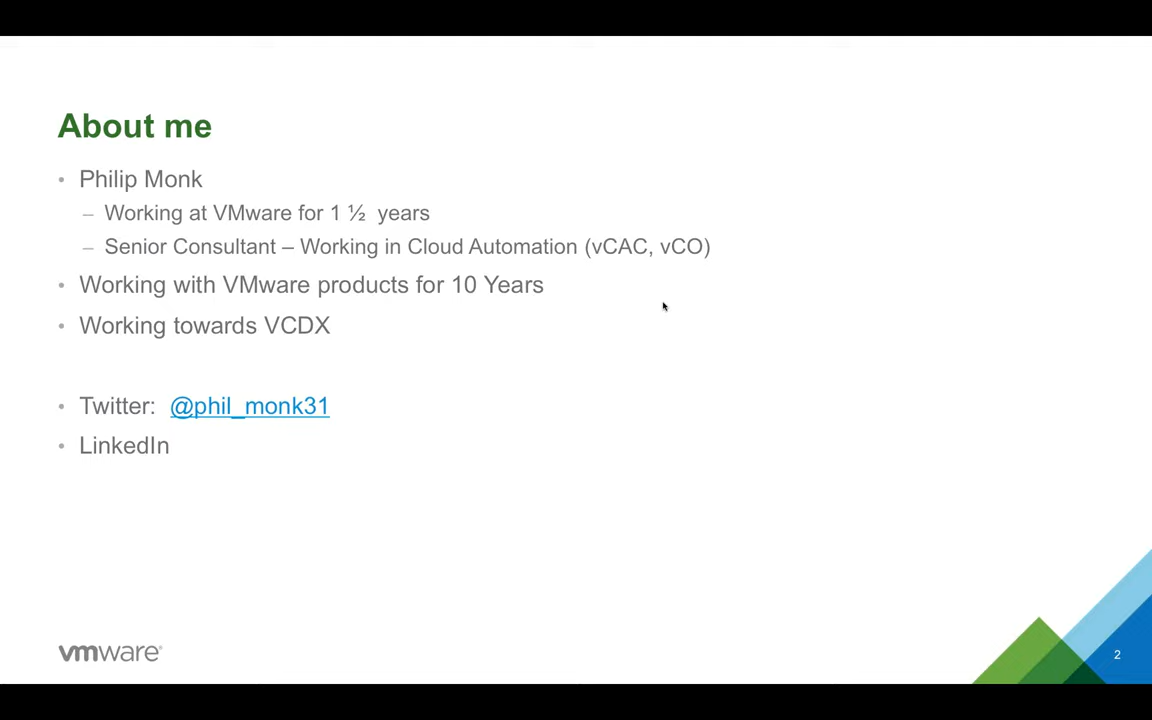 About me
• Philip Monk
– Working at VMware for 1 ½ years
– Senior Consultant – Working in Cloud Automation (vCAC, vCO)
• Working with VMware products for 10 Years
• Working towards VCDX
• Twitter: @phil_monk31
• LinkedIn
vmware®
2